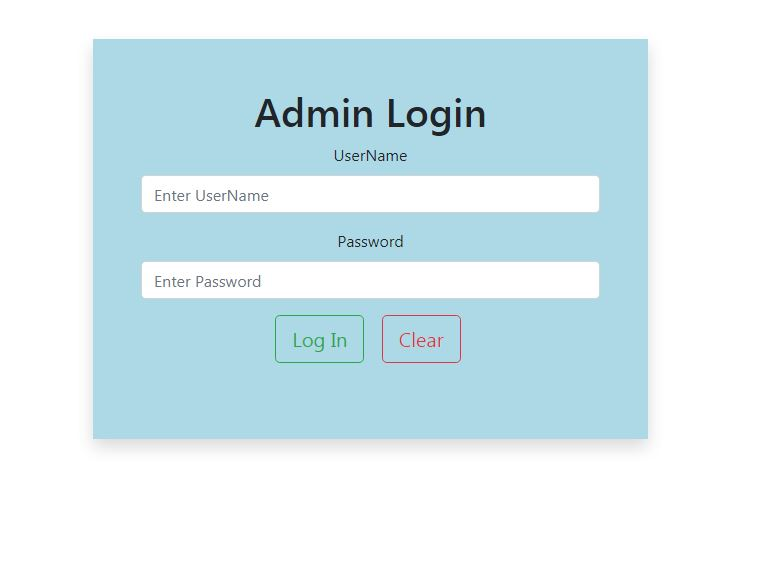 Admin Login
UserName
Enter UserName
Password
Enter Password
Log In Clear